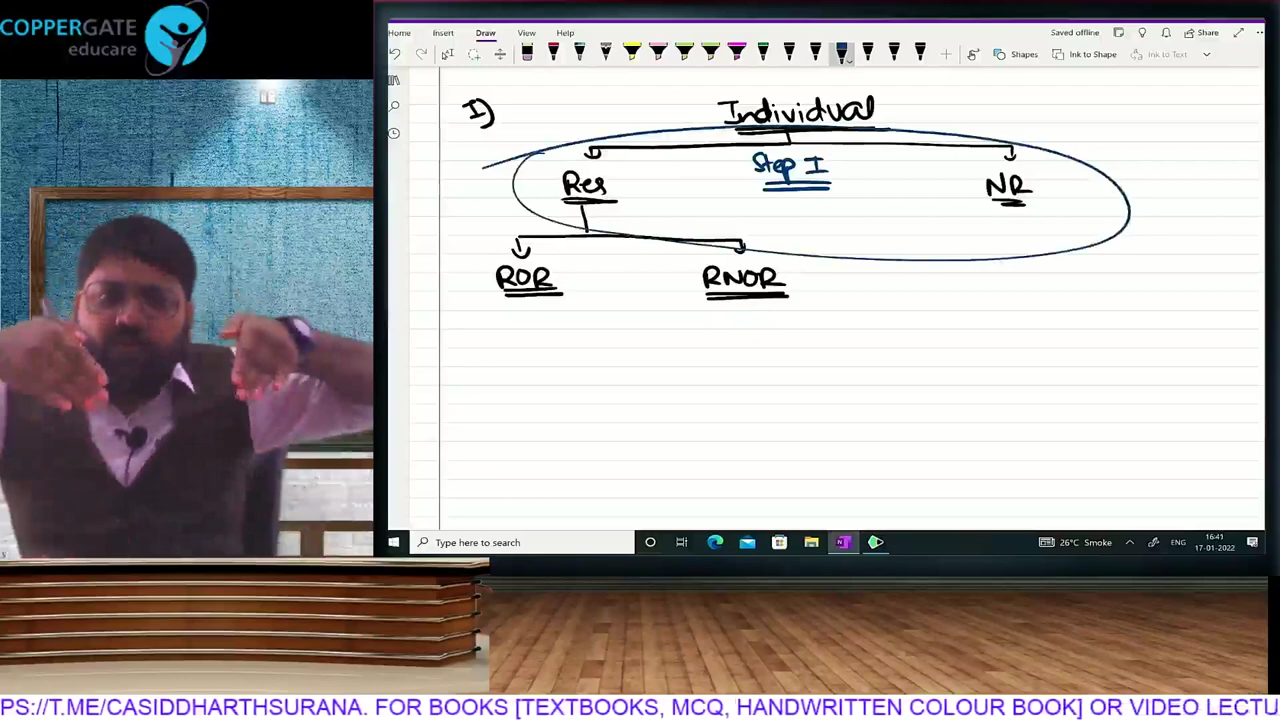 COPPERGATE
educare
Home Insert Draw View Help
Saved offline
Share
Shapes
Ink to Shape
Ink to Text
I) Individual
Step I
Res
NR
ROR
RNOR
Type here to search
26°C Smoke
ENG
16:41
17-01-2022
PS://T.ME/CASIDDHARTHSURANA. FOR BOOKS [TEXTBOOKS, MCQ, HANDWRITTEN COLOUR BOOK] OR VIDEO LECTU